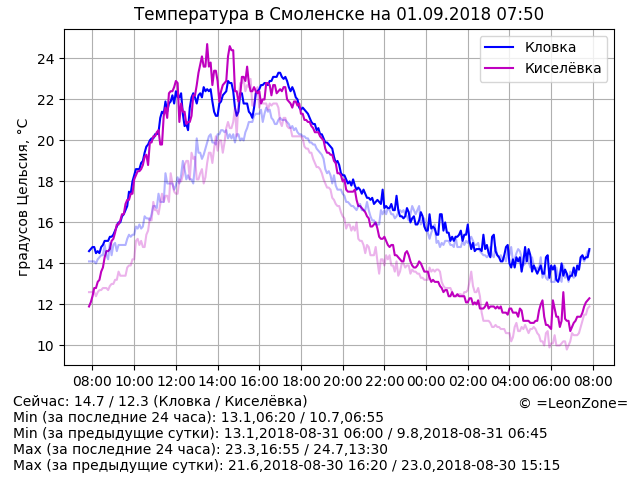 Температура в Смоленске на 01.09.2018 07:50
Кловка
Киселёвка
градусов Цельсия, °C
24
22
20
18
16
14
12
10
08:00 10:00 12:00 14:00 16:00 18:00 20:00 22:00 00:00 02:00 04:00 06:00 08:00
Сейчас: 14.7 / 12.3 (Кловка / Киселёвка)
© =LeonZone=
Min (за последние 24 часа): 13.1,06:20 / 10.7,06:55
Min (за предыдущие сутки): 13.1,2018-08-31 06:00 / 9.8,2018-08-31 06:45
Max (за последние 24 часа): 23.3,16:55 / 24.7,13:30
Max (за предыдущие сутки): 21.6,2018-08-30 16:20 / 23.0,2018-08-30 15:15